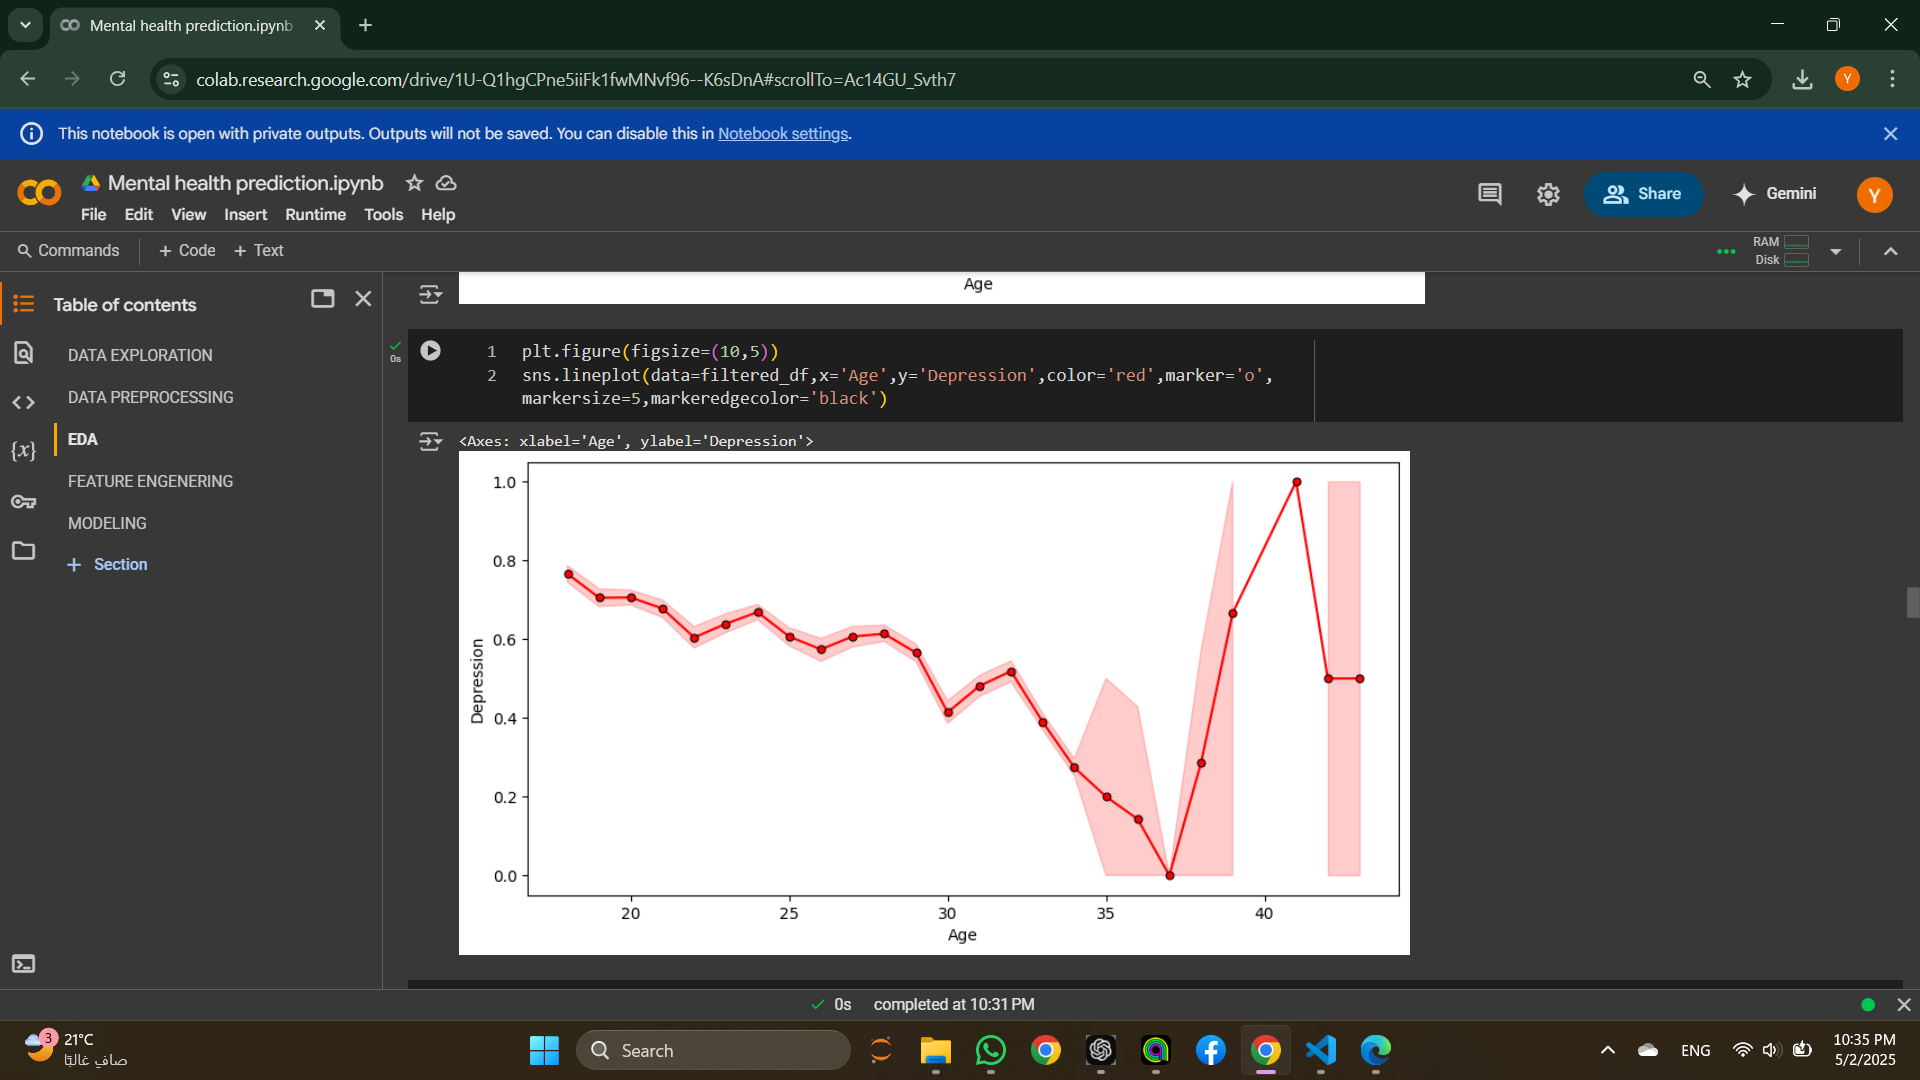 Mental health prediction.ipynb
colab.research.google.com/drive/1U-Q1hgCPne5iiFk1fwMNvf96--K6sDnA#scrollTo=Ac14GU_Svth7
Y
This notebook is open with private outputs. Outputs will not be saved. You can disable this in Notebook settings.
Mental health prediction.ipynb
File Edit View Insert Runtime Tools Help
Share
Gemini
Y
Commands
+ Code + Text
RAM
Disk
Table of contents
DATA EXPLORATION
DATA PREPROCESSING
EDA
FEATURE ENGENERING
MODELING
+ Section
Age
0s
1 plt.figure(figsize=(10,5))
2 sns.lineplot(data=filtered_df,x='Age',y='Depression',color='red',marker='o',
markersize=5,markeredgecolor='black')
<Axes: xlabel='Age', ylabel='Depression'>
1.0
0.8
0.6
0.4
0.2
0.0
Depression
20 25 30 35 40
Age
0s completed at 10:31 PM
3
21°C
صافٍ غالبًا
Search
ENG
10:35 PM
5/2/2025